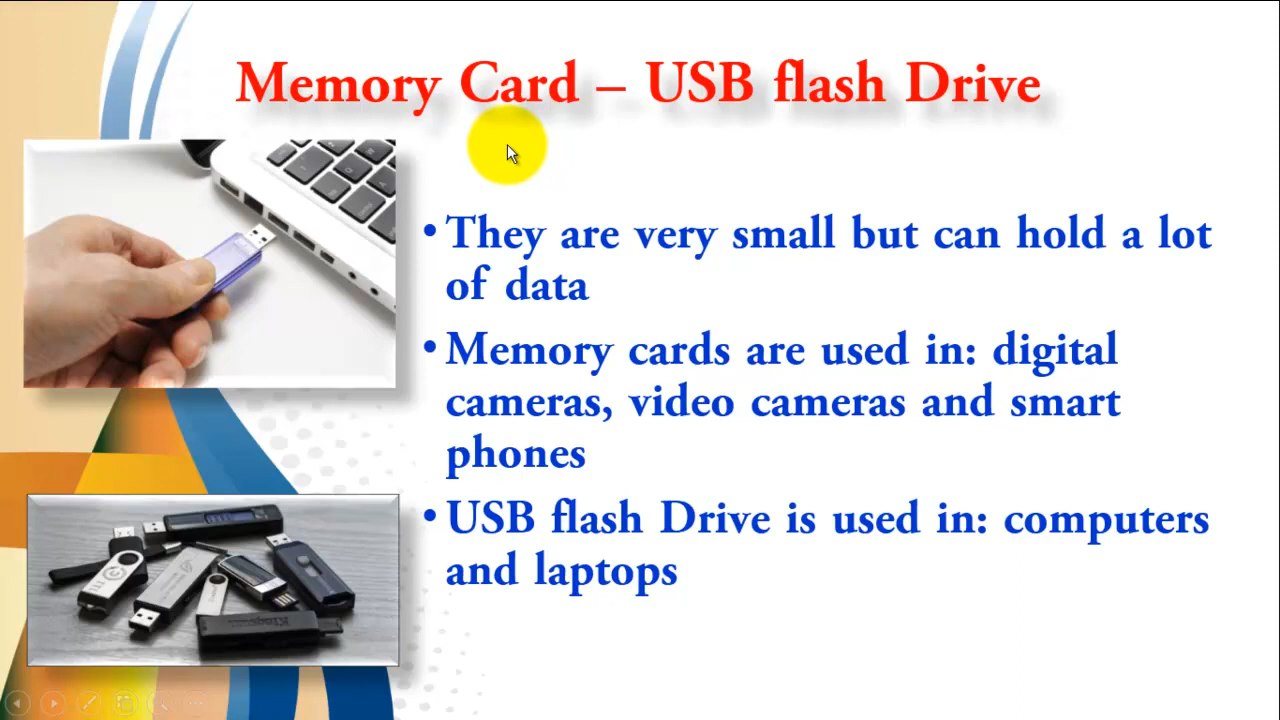 Memory Card – USB flash Drive
• They are very small but can hold a lot
of data
• Memory cards are used in: digital
cameras, video cameras and smart
phones
• USB flash Drive is used in: computers
and laptops